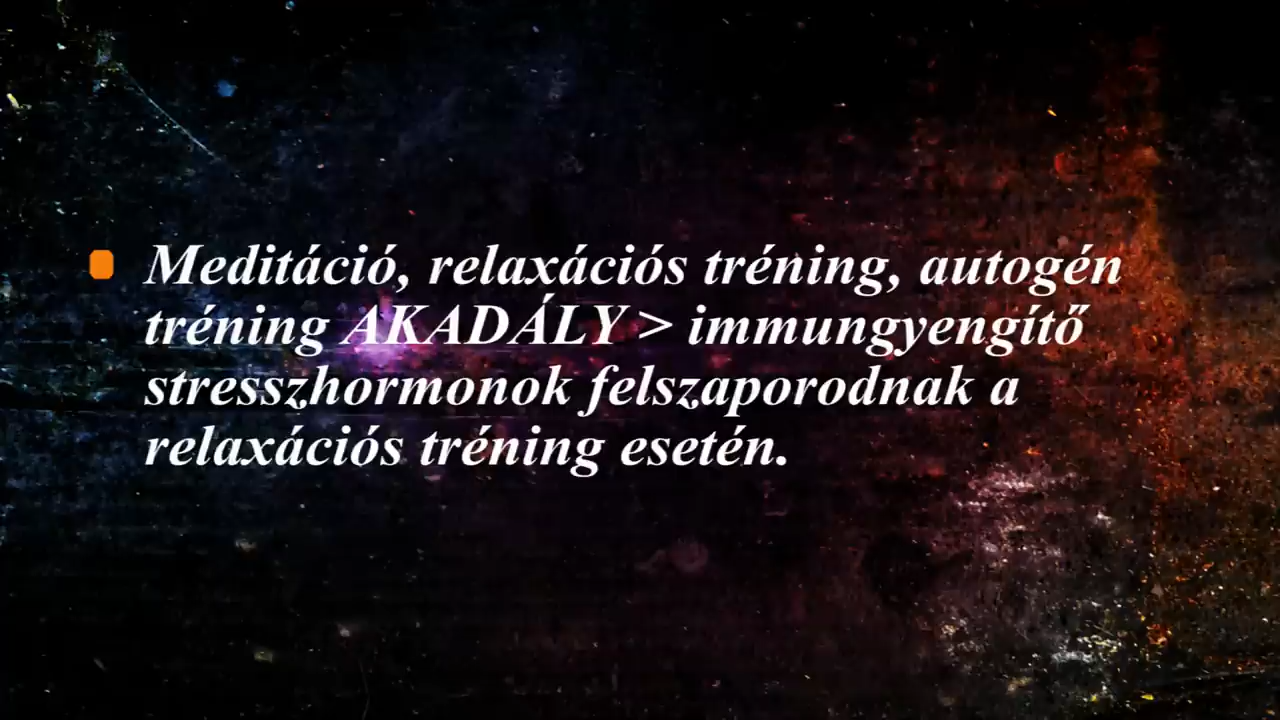 Meditáció, relaxációs tréning, autogén
tréning AKADÁLY > immungyengítő
stresszhormonok felszaporodnak a
relaxációs tréning esetén.